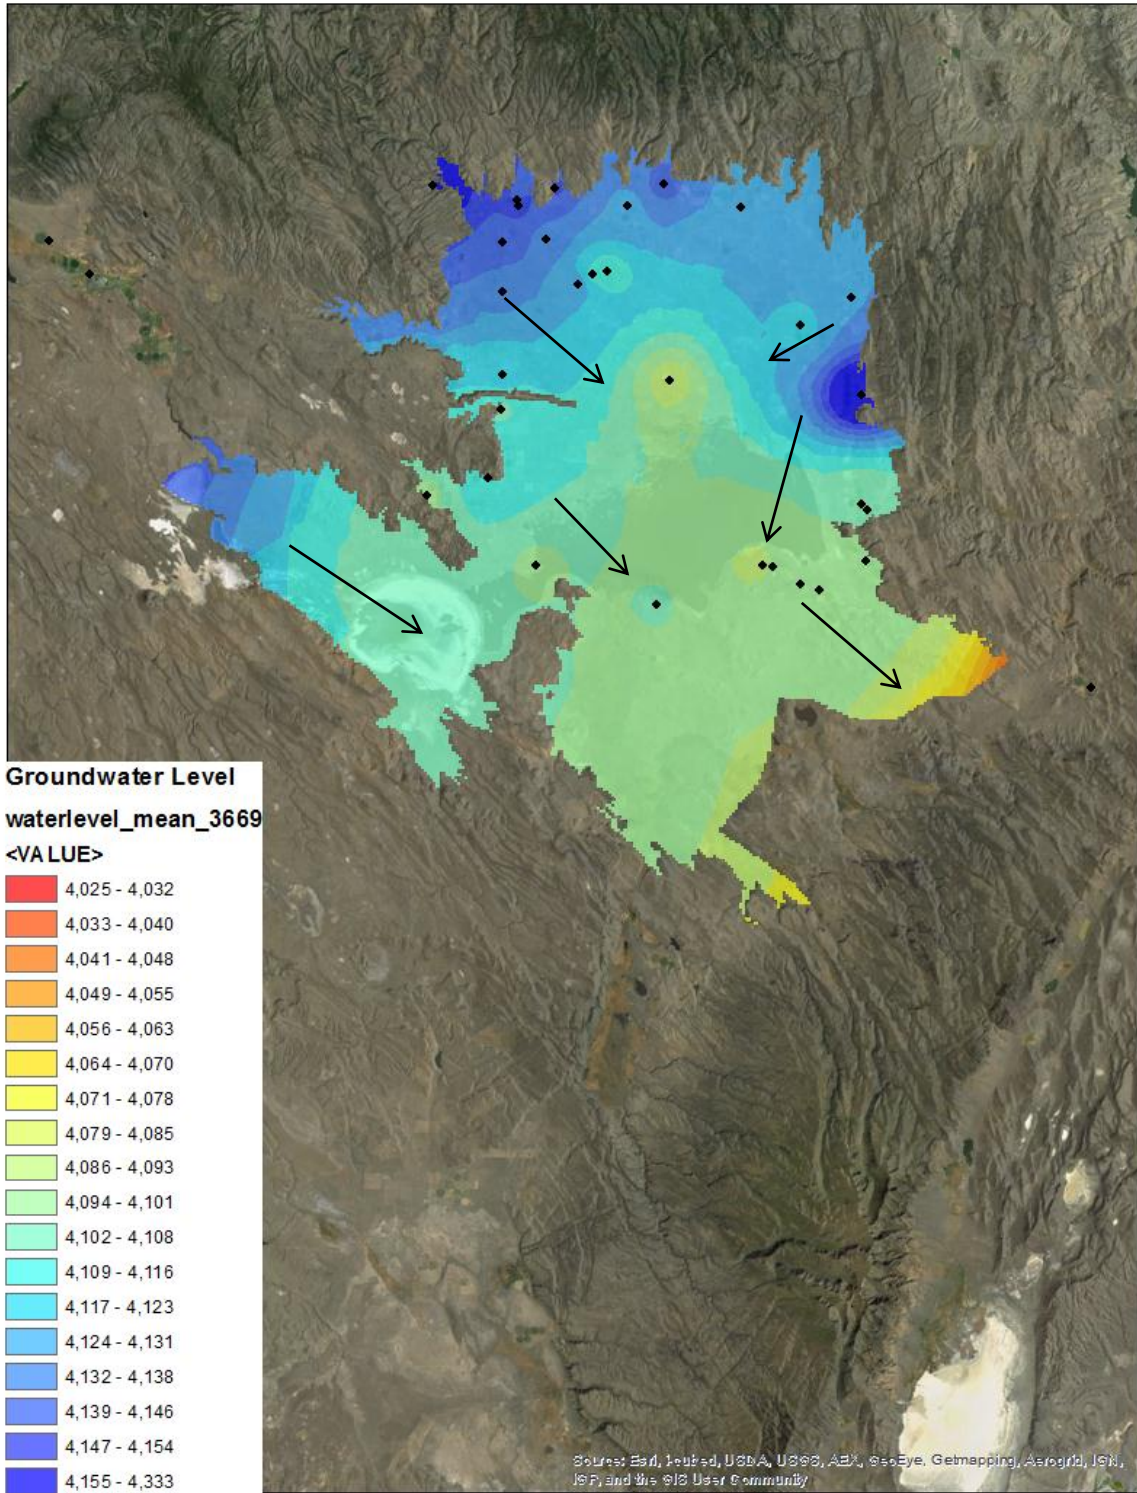 Groundwater Level
waterlevel_mean_3669
<VALUE>
4,025 - 4,032
4,033 - 4,040
4,041 - 4,048
4,049 - 4,055
4,056 - 4,063
4,064 - 4,070
4,071 - 4,078
4,079 - 4,085
4,086 - 4,093
4,094 - 4,101
4,102 - 4,108
4,109 - 4,116
4,117 - 4,123
4,124 - 4,131
4,132 - 4,138
4,139 - 4,146
4,147 - 4,154
4,155 - 4,333
Source: Esri, i-cubed, USDA, USGS, AEX, GeoEye, Getmapping, Aerogrid, IGN,
IGP, and the GIS User Community